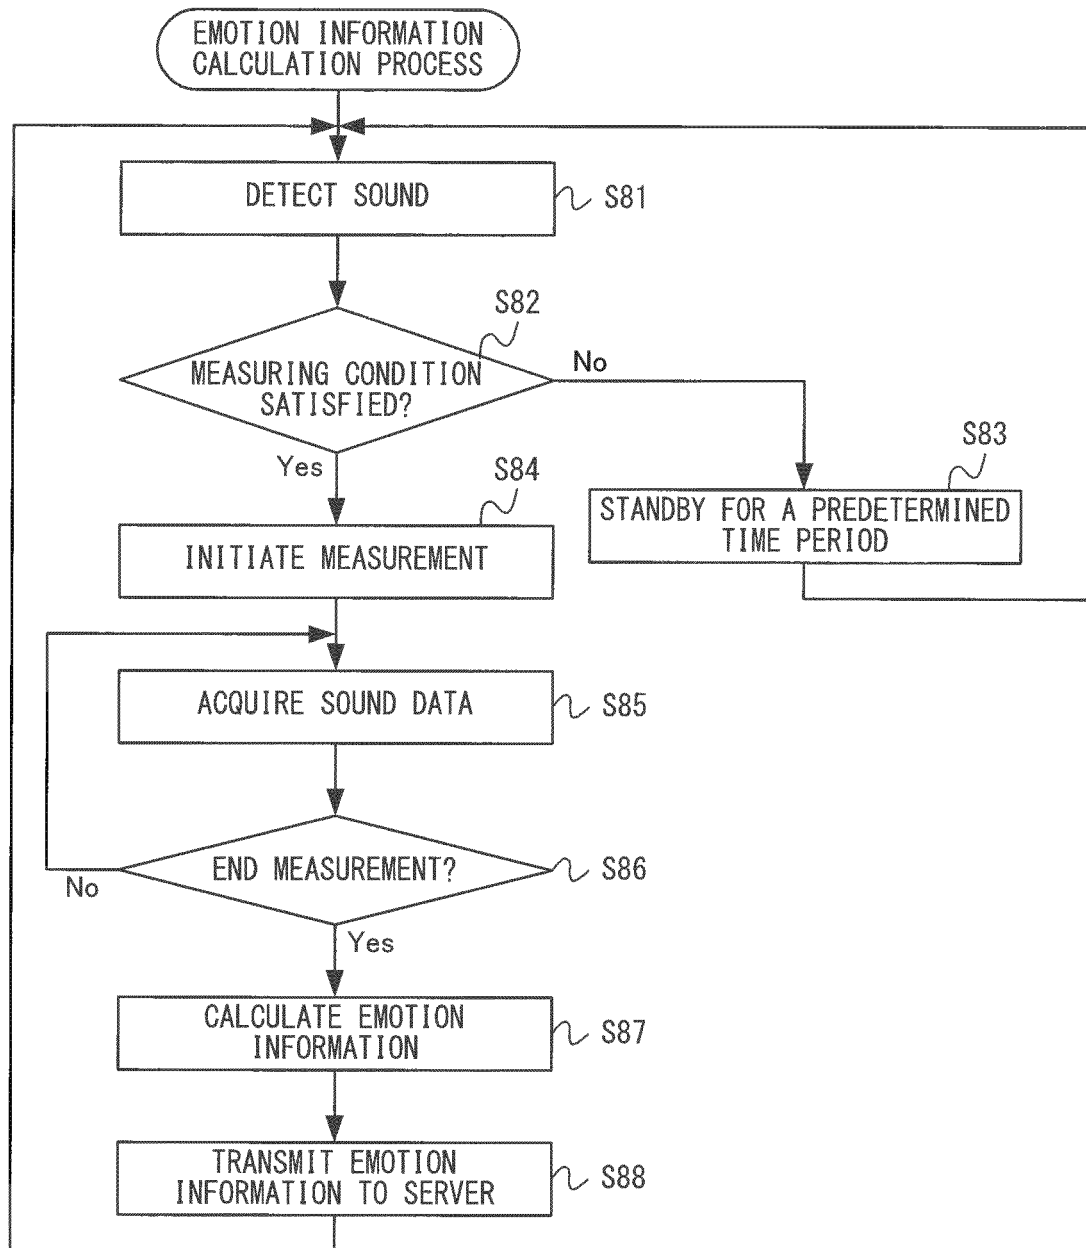 EMOTION INFORMATION
CALCULATION PROCESS
DETECT SOUND
S81
S82
MEASURING CONDITION
SATISFIED?
No
Yes
S83
STANDBY FOR A PREDETERMINED
TIME PERIOD
S84
INITIATE MEASUREMENT
ACQUIRE SOUND DATA
S85
END MEASUREMENT?
S86
No
Yes
CALCULATE EMOTION
INFORMATION
S87
TRANSMIT EMOTION
INFORMATION TO SERVER
S88